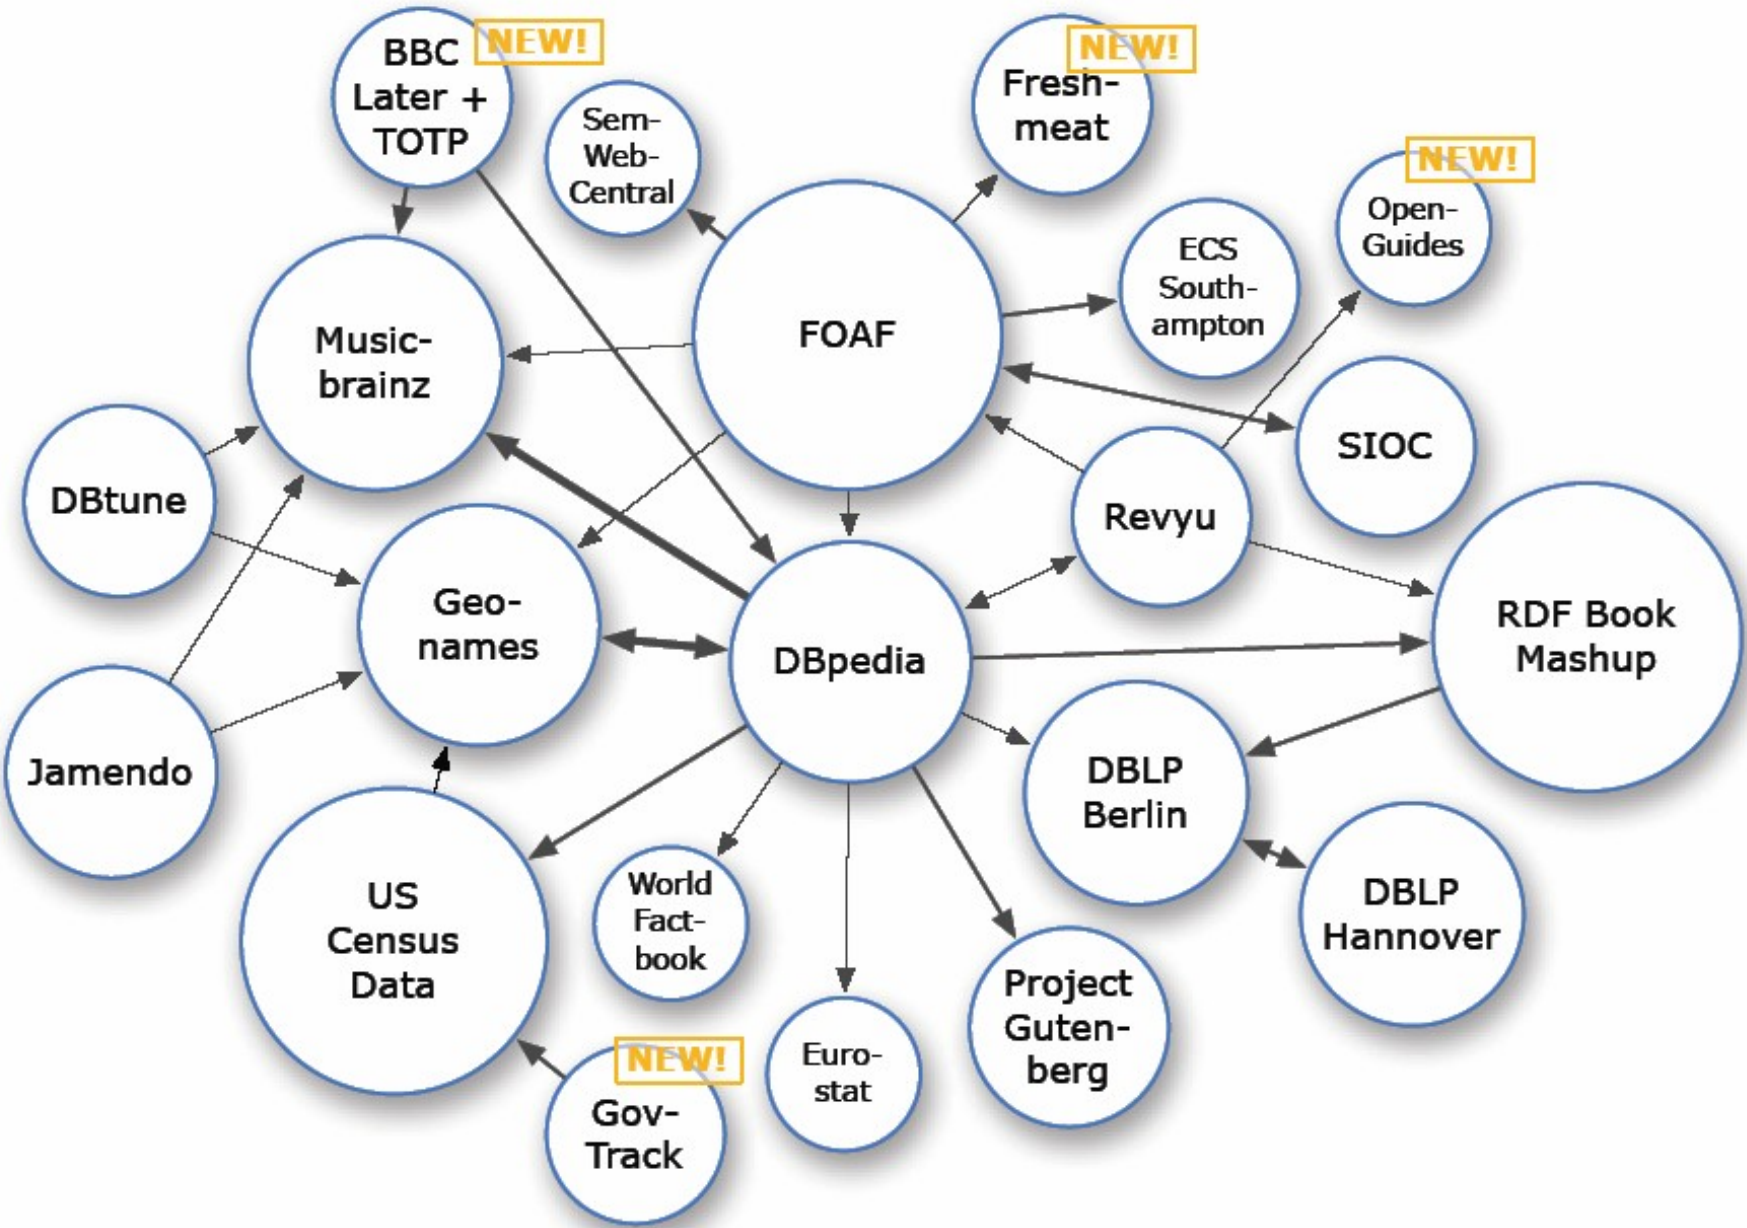 BBC
Later +
TOTP
NEW!
Sem-
Web-
Central
NEW!
Fresh-
meat
NEW!
Open-
Guides
ECS
South-
ampton
FOAF
Music-
brainz
SIOC
DBtune
Revyu
Geo-
names
DBpedia
RDF Book
Mashup
Jamendo
DBLP
Berlin
US
Census
Data
World
Fact-
book
DBLP
Hannover
Project
Guten-
berg
Euro-
stat
NEW!
Gov-
Track